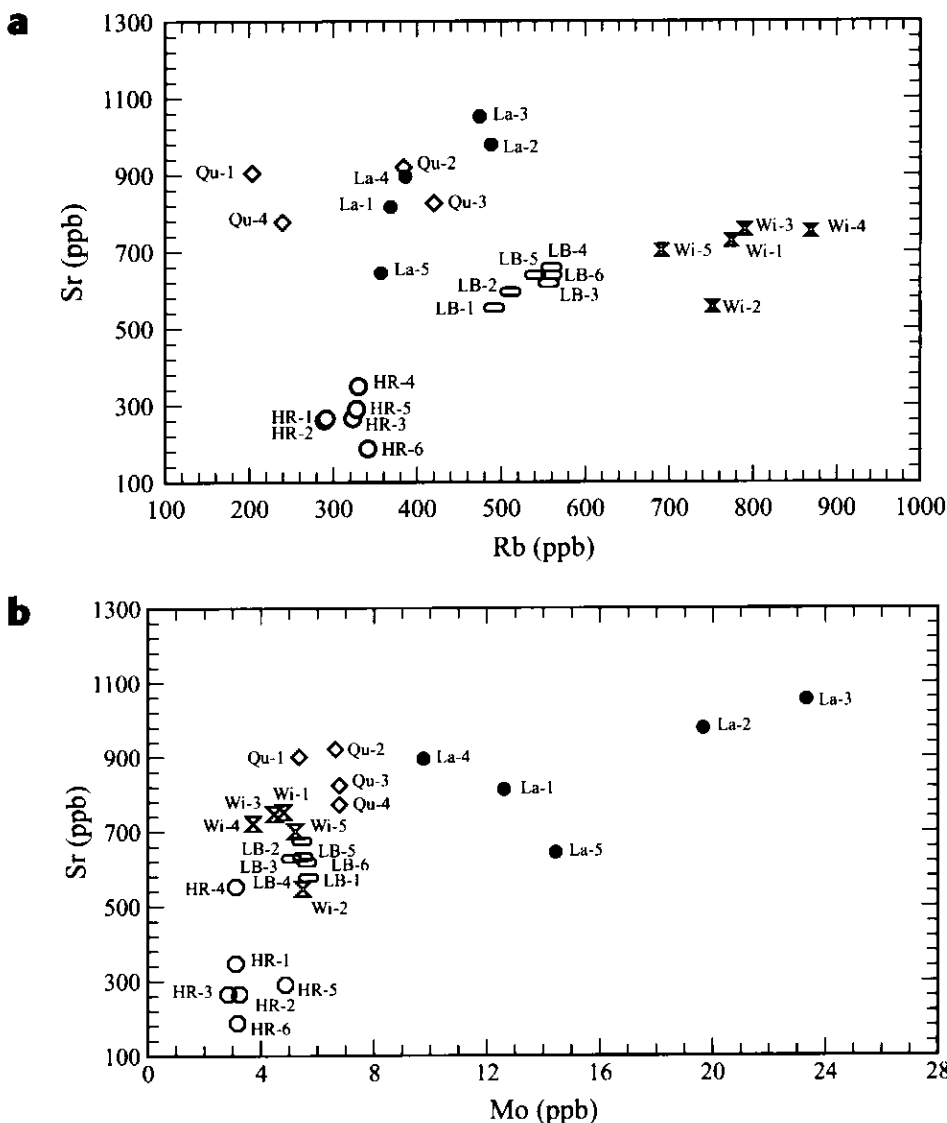 a
1300
1100
900
700
500
300
100
Sr (ppb)
La-3
La-2
Qu-1
Qu-2
La-4
La-1
Qu-3
Qu-4
Wi-3
Wi-4
Wi-5
Wi-1
La-5
LB-4
LB-5
LB-6
LB-2
LB-3
LB-1
Wi-2
HR-4
HR-1
HR-5
HR-2
HR-3
HR-6
100 200 300 400 500 600 700 800 900 1000
Rb (ppb)
b
1300
1100
900
700
500
300
100
Sr (ppb)
La-3
La-2
Qu-1
Qu-2
La-4
Qu-3
La-1
Wi-3
Wi-1
Qu-4
Wi-4
Wi-5
LB-2
LB-5
La-5
LB-3
LB-6
HR-4
LB-4
LB-1
Wi-2
HR-1
HR-3
HR-5
HR-2
HR-6
0 4 8 12 16 20 24 28
Mo (ppb)